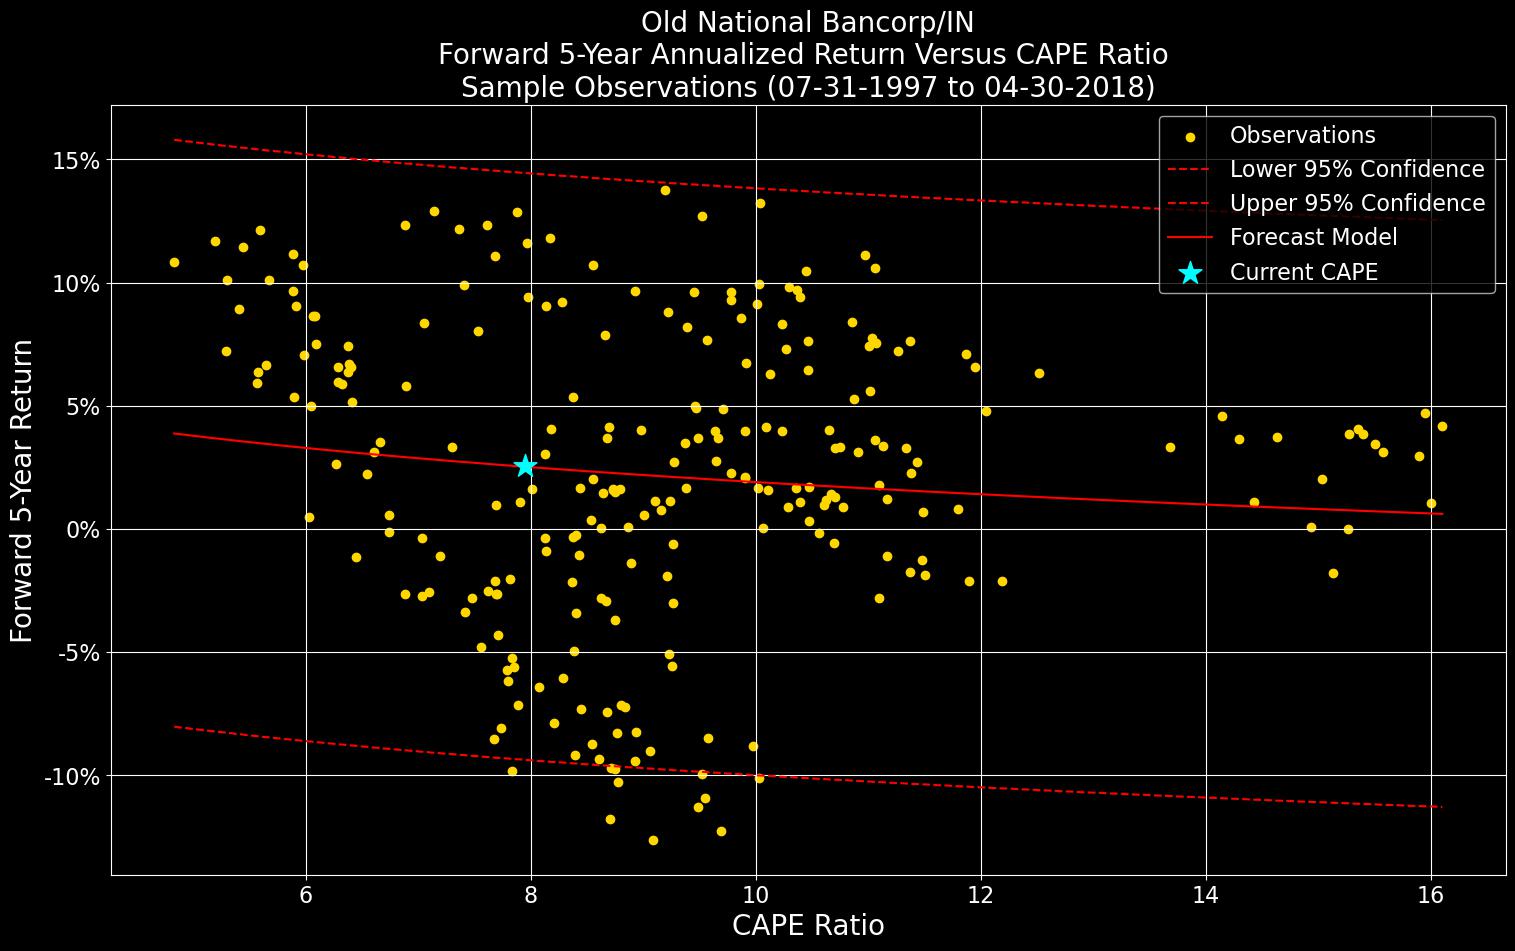 Old National Bancorp/IN
Forward 5-Year Annualized Return Versus CAPE Ratio
Sample Observations (07-31-1997 to 04-30-2018)
Observations
Lower 95% Confidence
Upper 95% Confidence
Forecast Model
Current CAPE
Forward 5-Year Return
15%
10%
5%
0%
-5%
-10%
6 8 10 12 14 16
CAPE Ratio